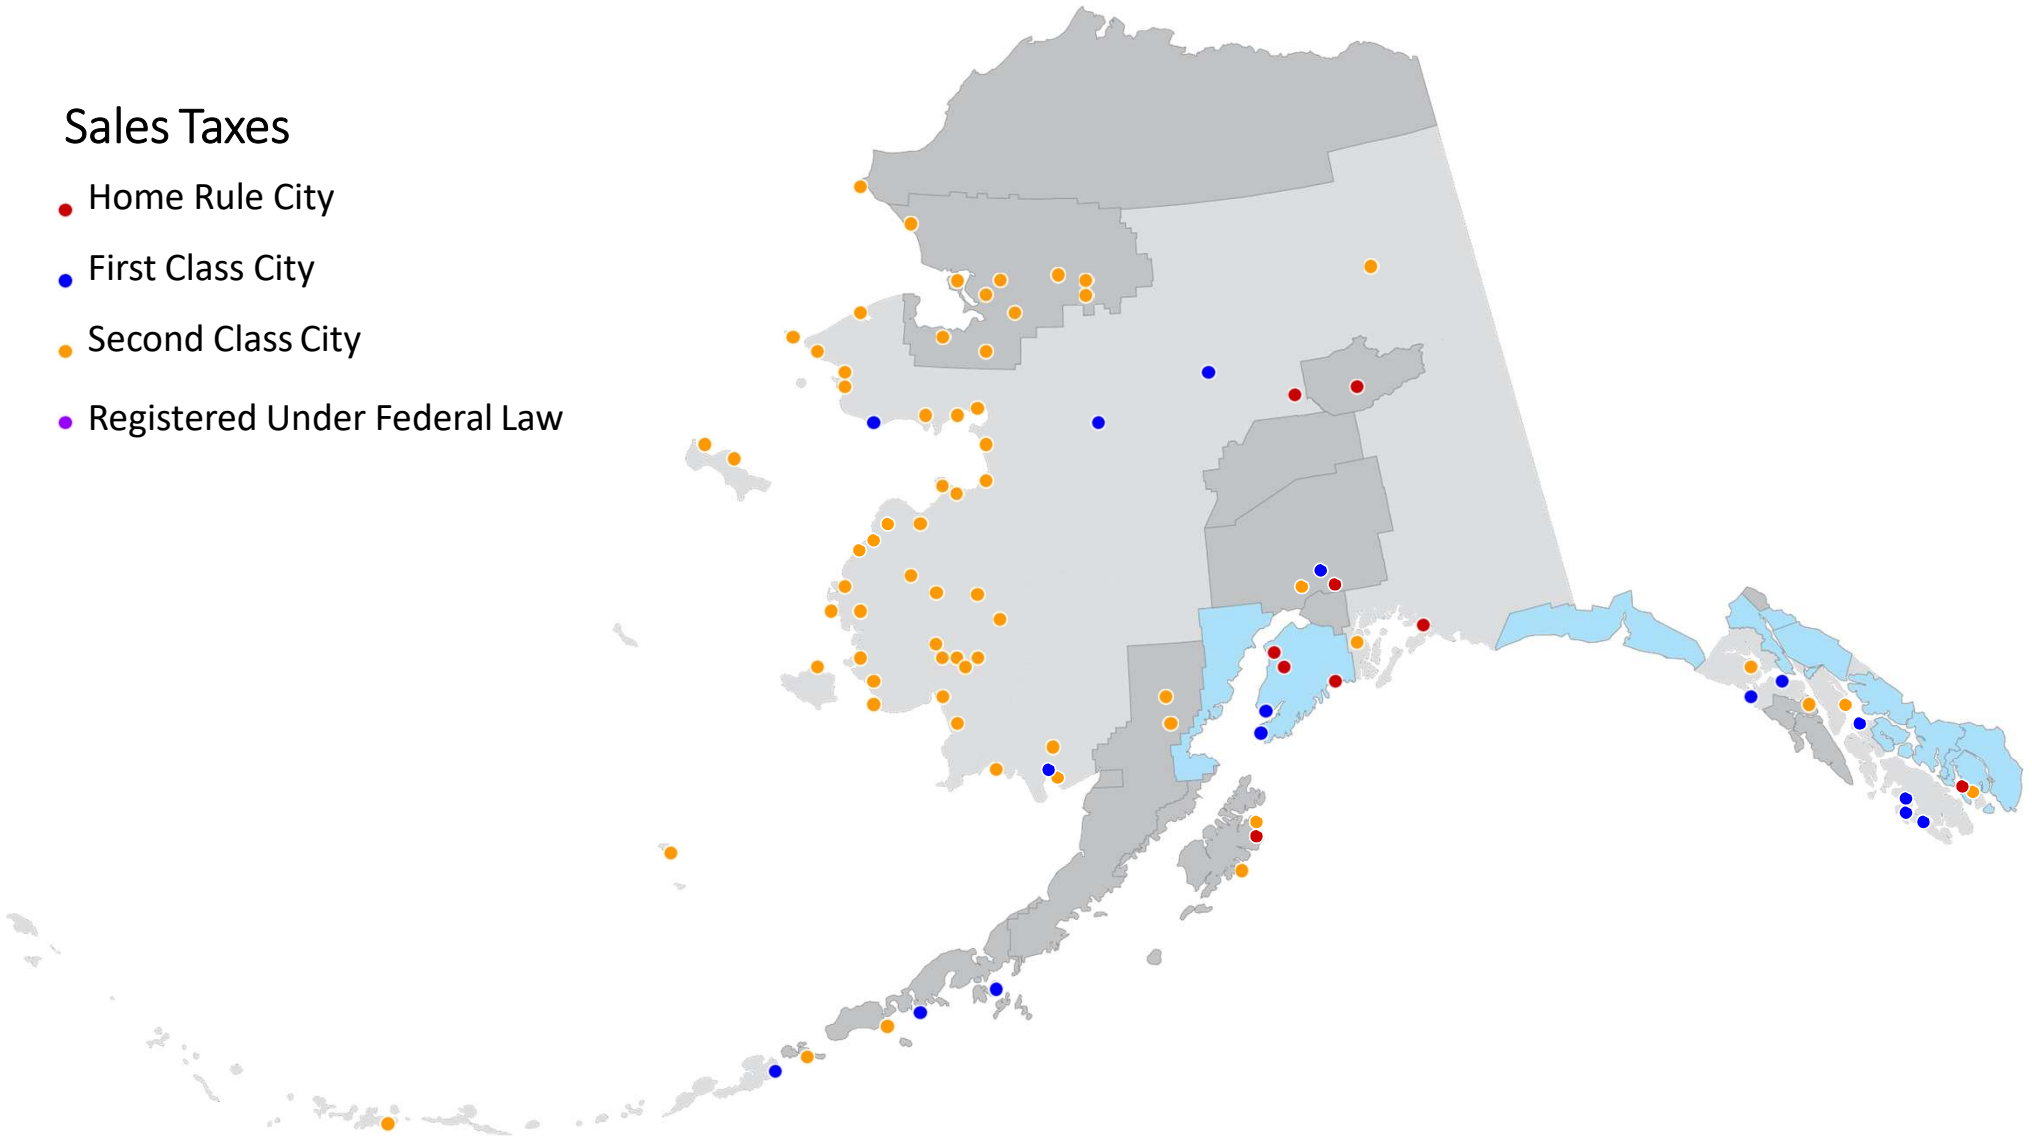 Sales Taxes
Home Rule City
First Class City
Second Class City
Registered Under Federal Law